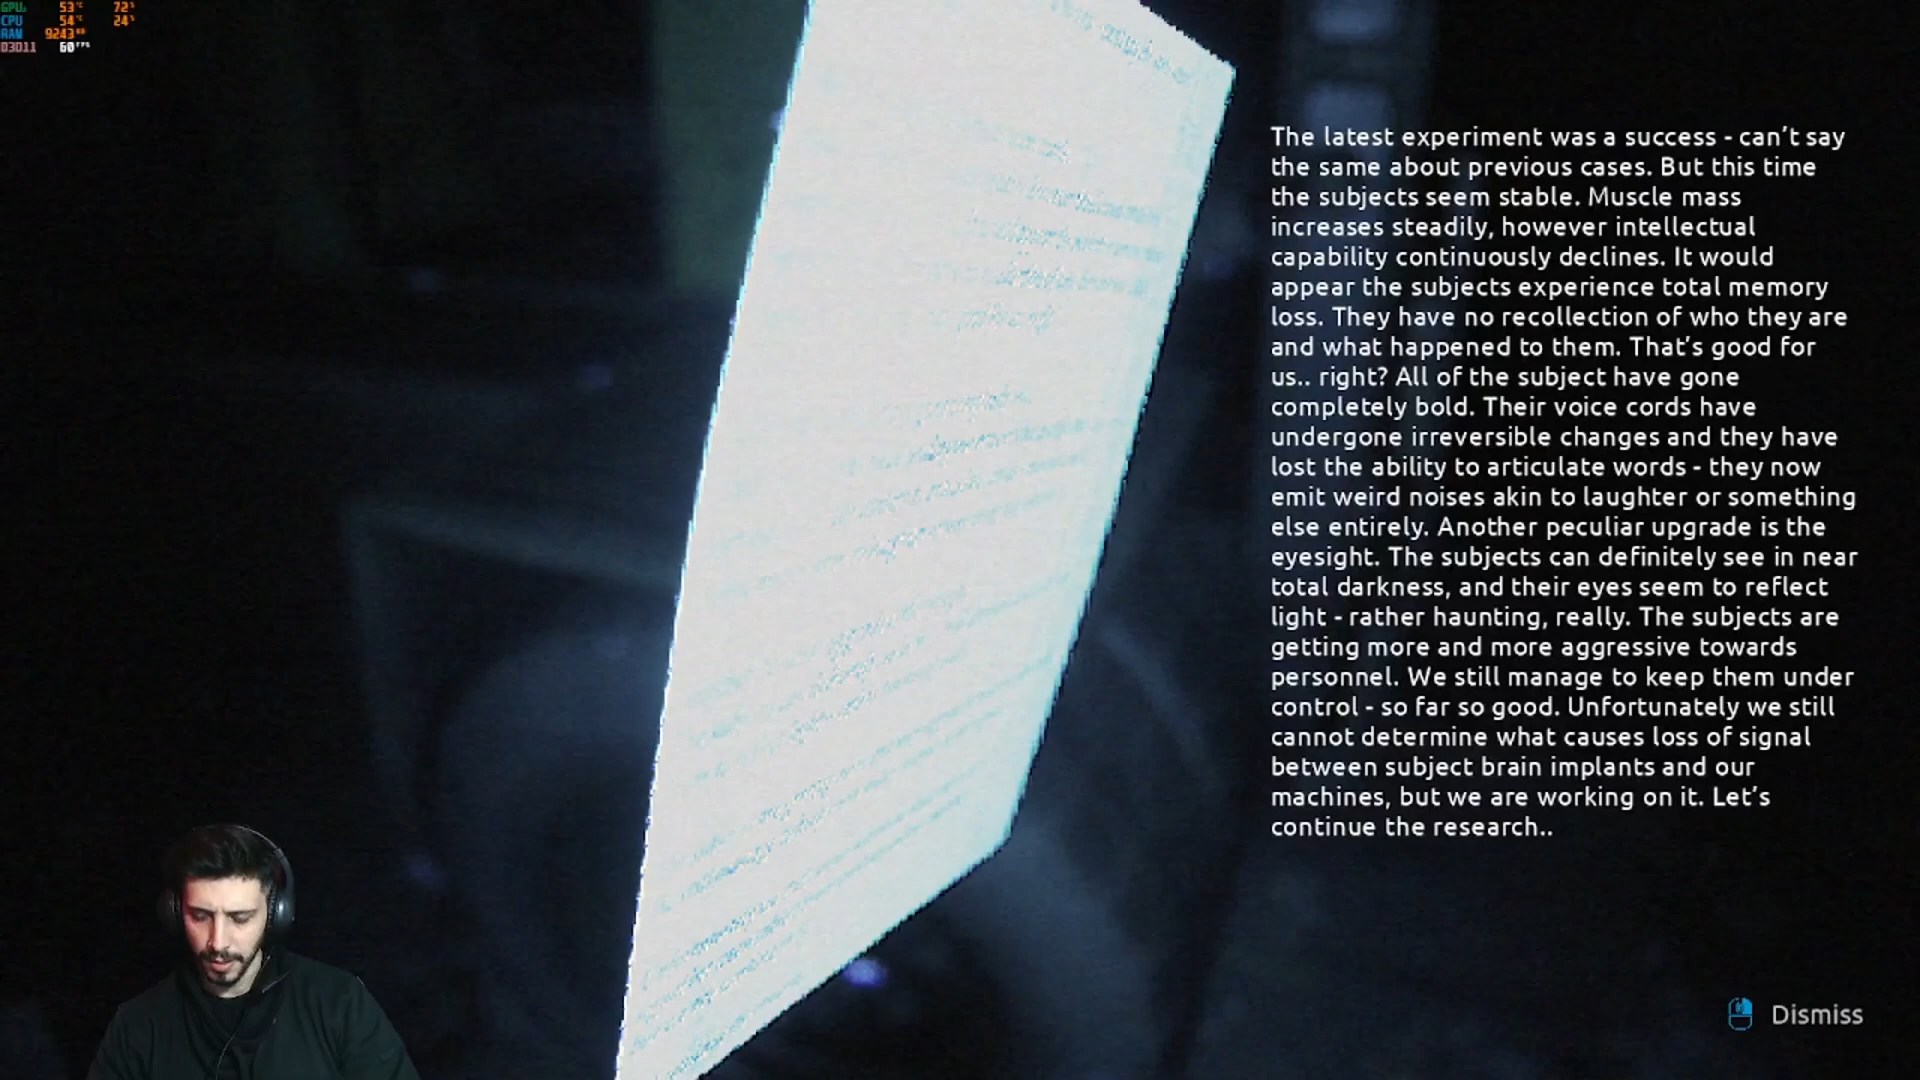 GPU 53°C 72%
CPU 54°C 24%
RAM 9243MB
D3D11 60FPS
The latest experiment was a success - can't say
the same about previous cases. But this time
the subjects seem stable. Muscle mass
increases steadily, however intellectual
capability continuously declines. It would
appear the subjects experience total memory
loss. They have no recollection of who they are
and what happened to them. That's good for
us.. right? All of the subject have gone
completely bold. Their voice cords have
undergone irreversible changes and they have
lost the ability to articulate words - they now
emit weird noises akin to laughter or something
else entirely. Another peculiar upgrade is the
eyesight. The subjects can definitely see in near
total darkness, and their eyes seem to reflect
light - rather haunting, really. The subjects are
getting more and more aggressive towards
personnel. We still manage to keep them under
control - so far so good. Unfortunately we still
cannot determine what causes loss of signal
between subject brain implants and our
machines, but we are working on it. Let's
continue the research..
Dismiss